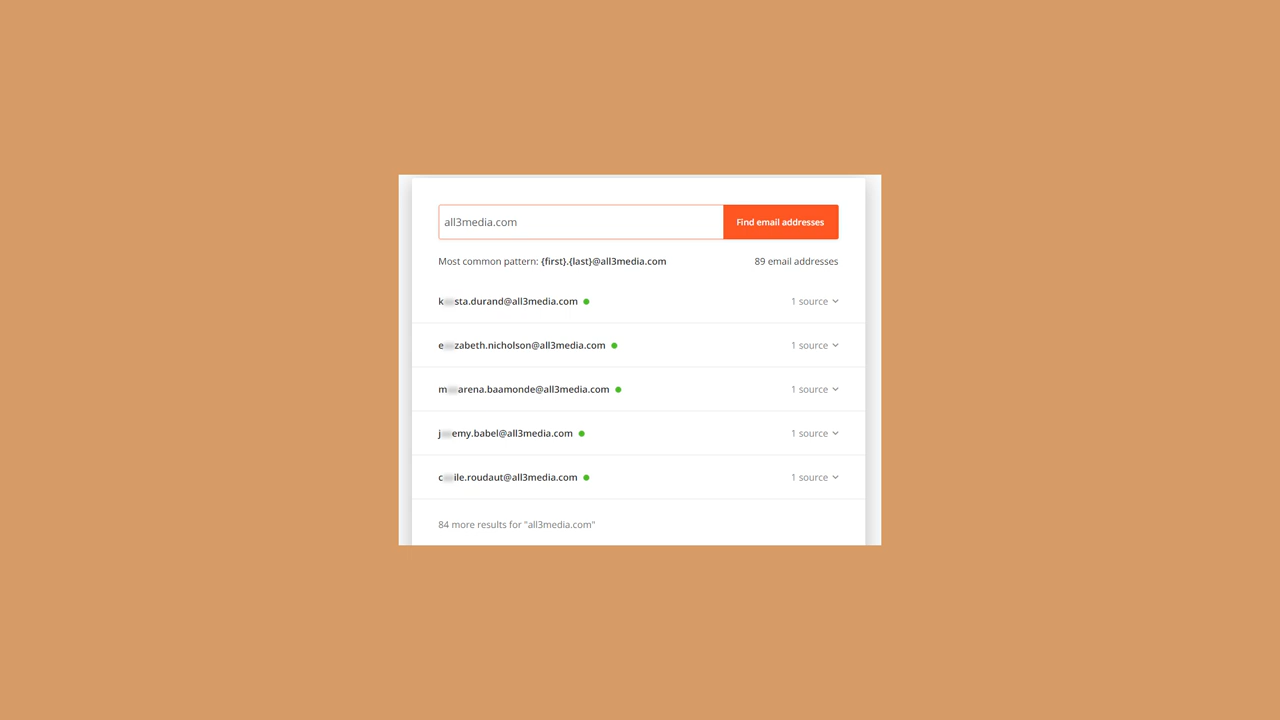 all3media.com Find email addresses
Most common pattern: {first}.{last}@all3media.com 89 email addresses
k sta.durand@all3media.com 1 source
e zabeth.nicholson@all3media.com 1 source
m arena.baamonde@all3media.com 1 source
j emy.babel@all3media.com 1 source
c ile.roudaut@all3media.com 1 source
84 more results for "all3media.com"